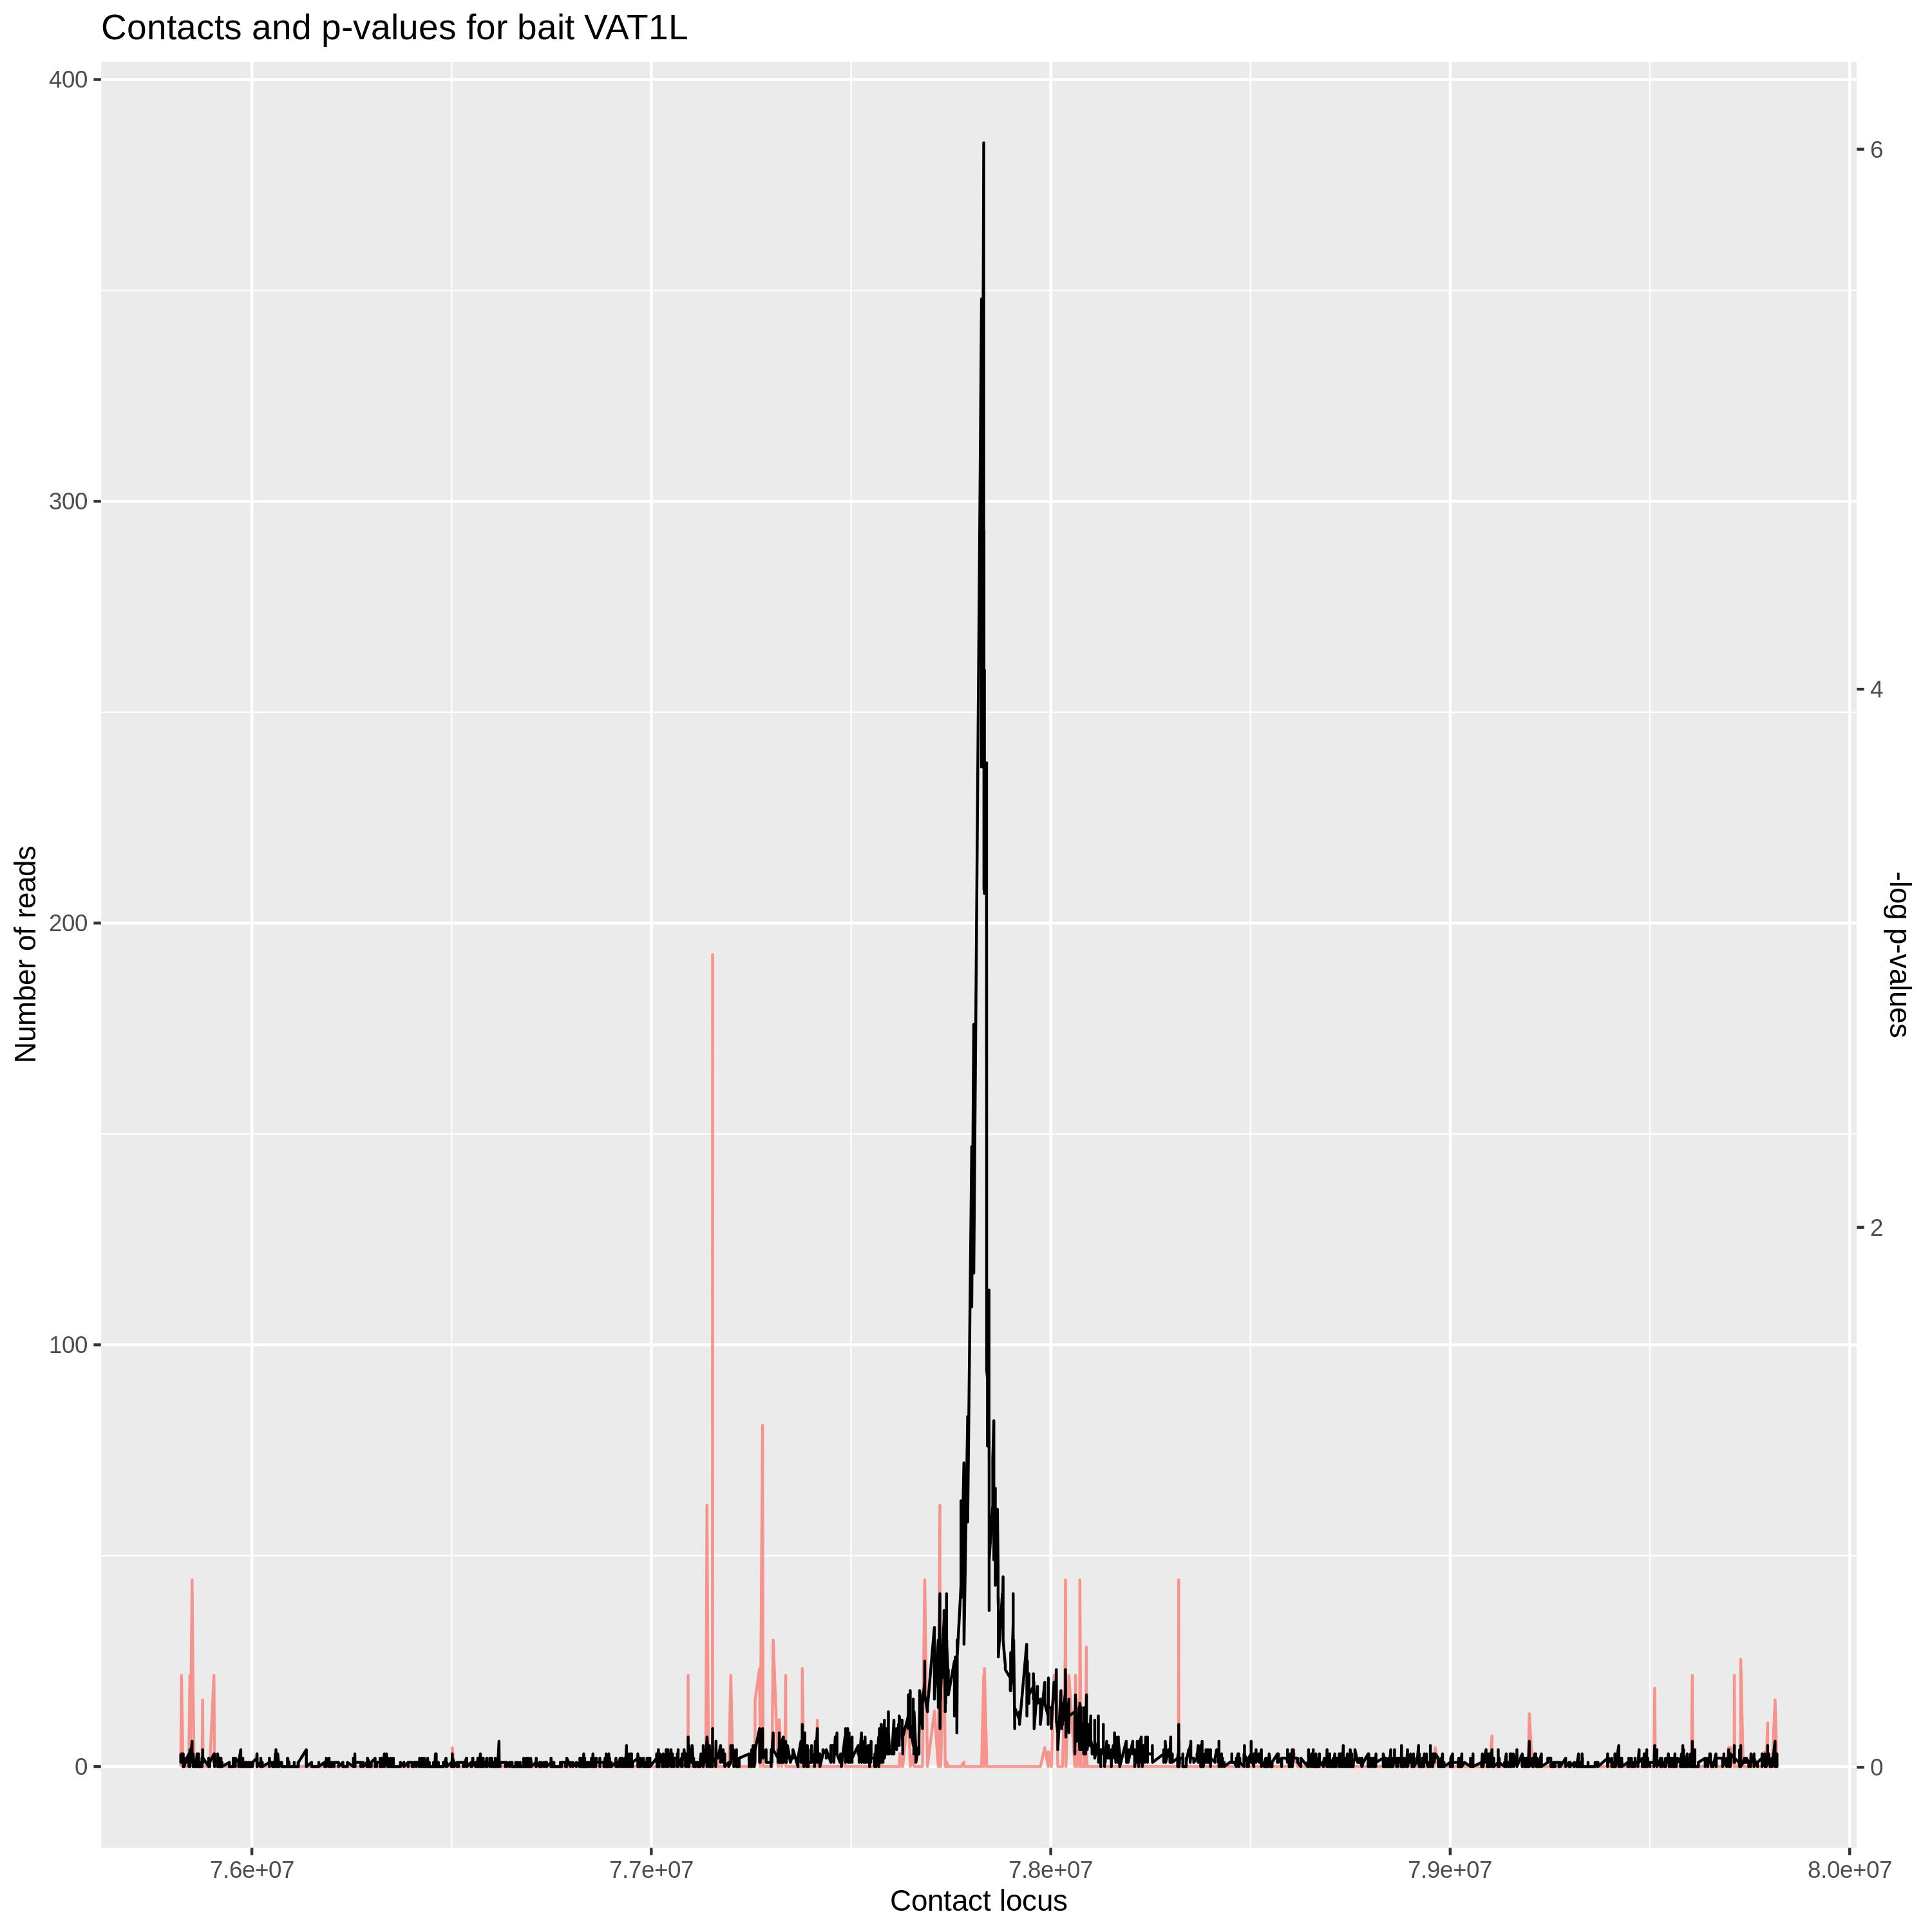 Contacts and p-values for bait VAT1L
400
300
200
100
0
Number of reads
6
4
2
0
-log p-values
7.6e+07
7.7e+07
7.8e+07
7.9e+07
8.0e+07
Contact locus